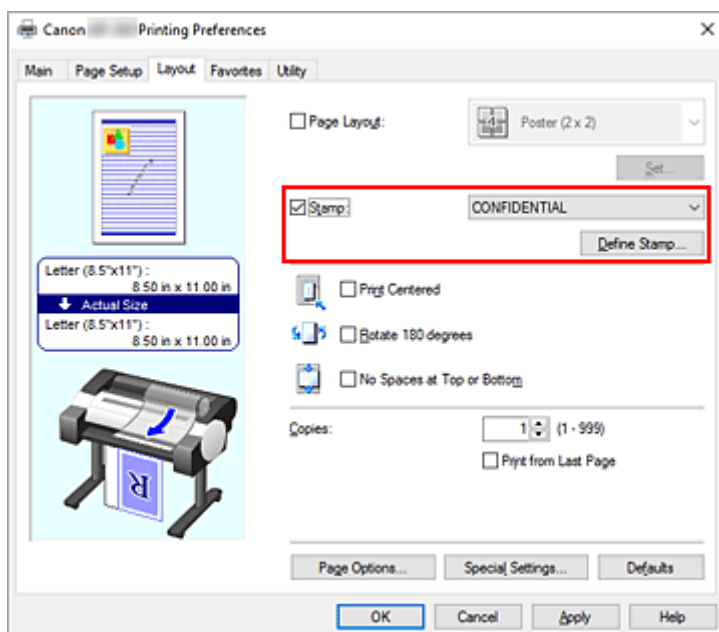 Canon Printing Preferences
Main Page Setup Layout Favorites Utility
Page Layout: Poster (2 x 2)
Set...
Stamp: CONFIDENTIAL
Define Stamp...
Letter (8.5"x11") :
8.50 in x 11.00 in
Actual Size
Letter (8.5"x11") :
8.50 in x 11.00 in
Print Centered
Rotate 180 degrees
No Spaces at Top or Bottom
Copies: 1 (1 - 999)
Print from Last Page
R
Page Options... Special Settings... Defaults
OK Cancel Apply Help